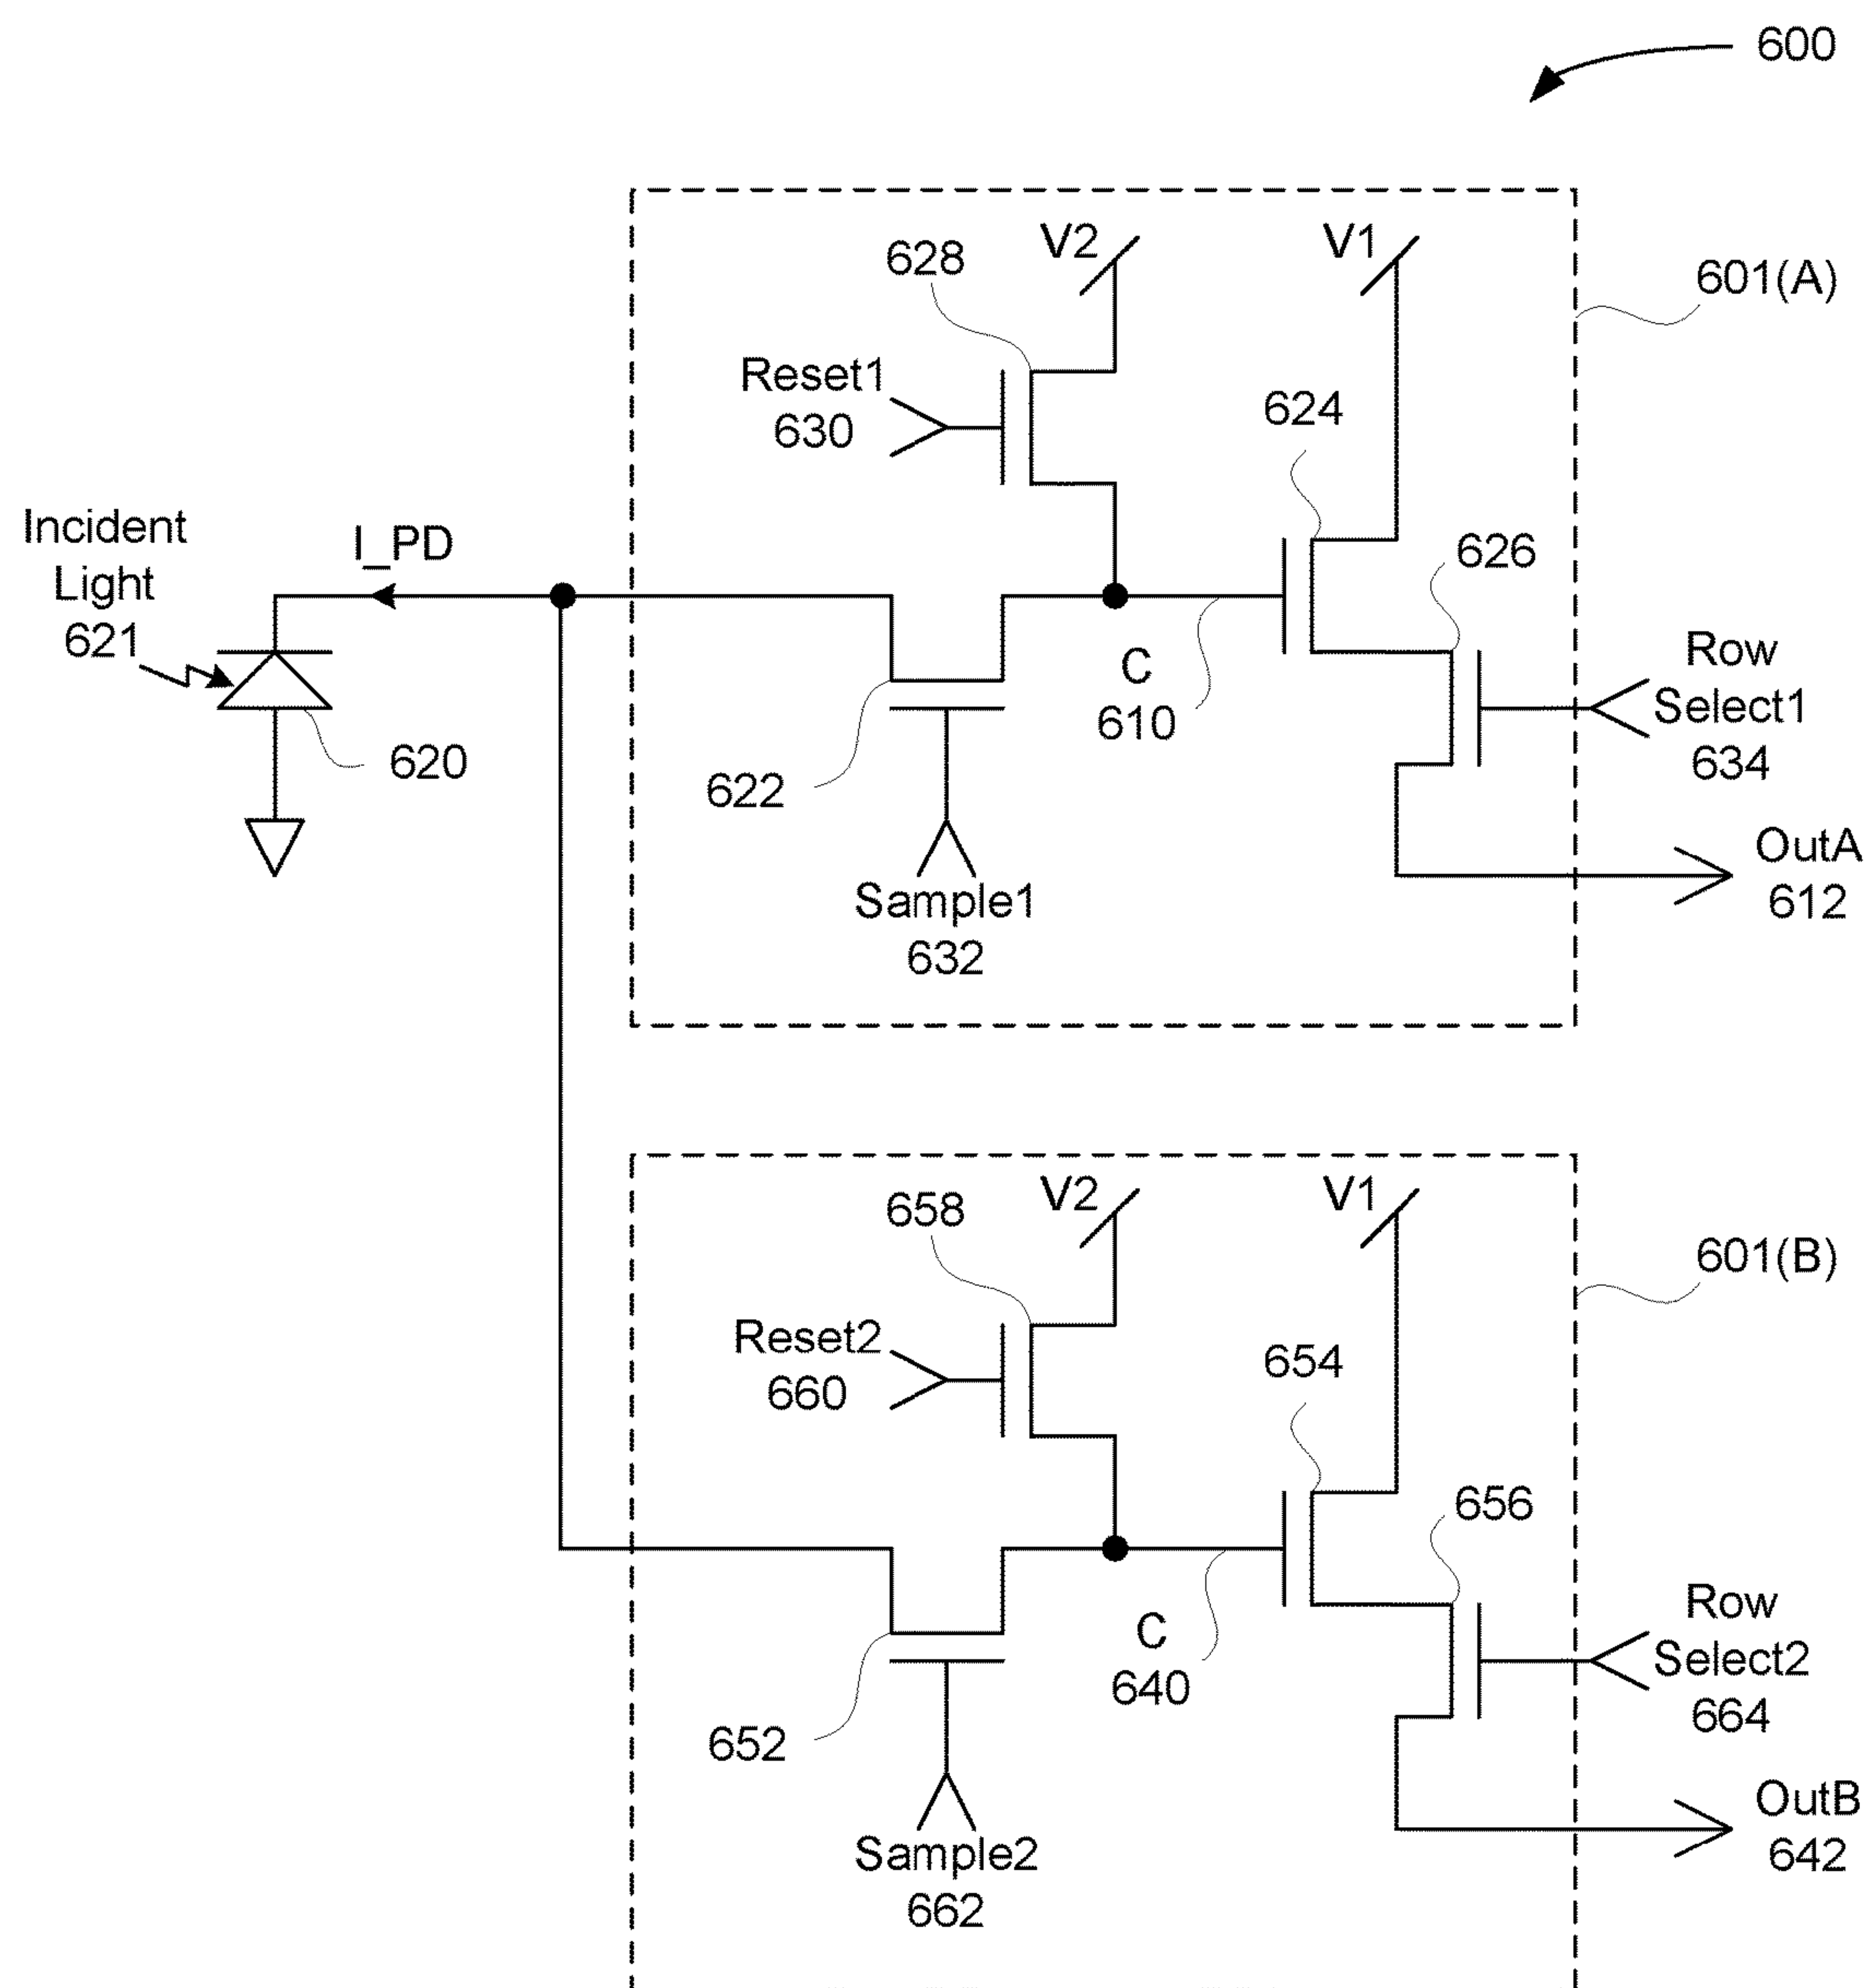 600
V2
V1
628
601(A)
Reset1
630
624
Incident
Light
621
I_PD
626
Row
Select1
634
C
610
620
622
OutA
612
Sample1
632
V2
V1
658
601(B)
Reset2
660
654
656
Row
Select2
664
C
640
652
OutB
642
Sample2
662